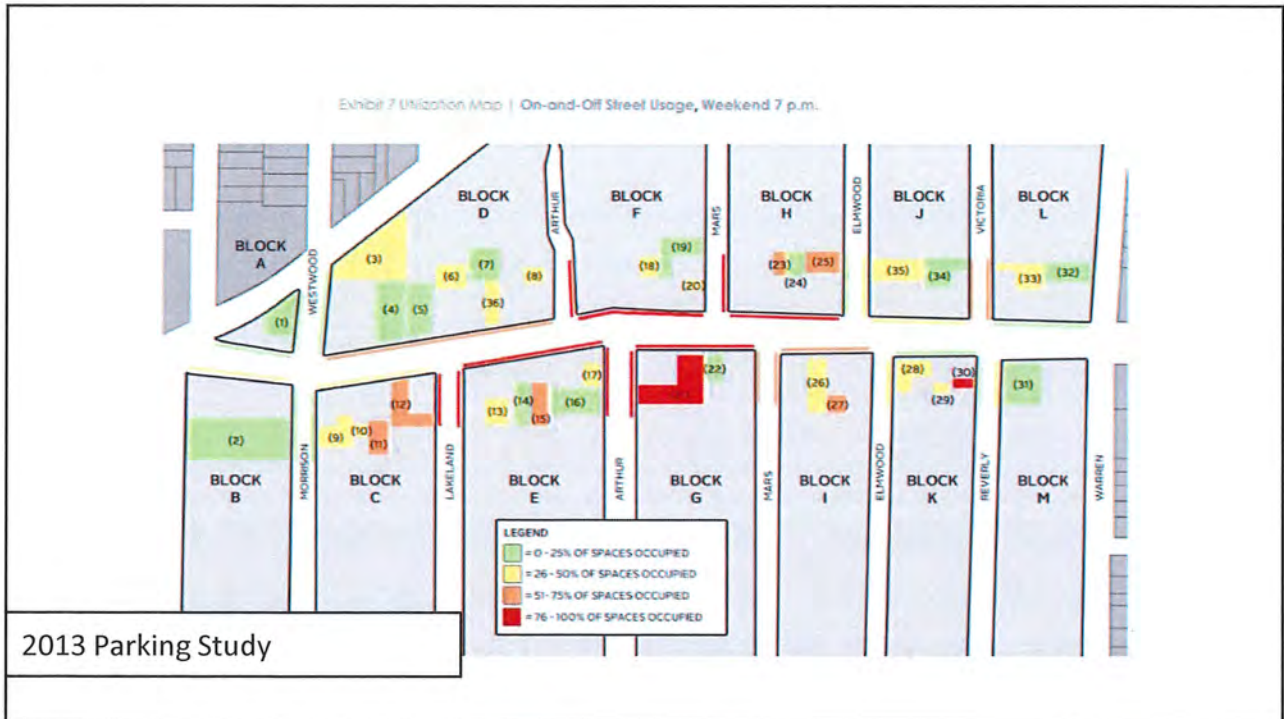 Exhibit 7 Utilization Map | On-and-Off Street Usage, Weekend 7 p.m.
BLOCK A
BLOCK D
BLOCK F
BLOCK H
BLOCK J
BLOCK L
WESTWOOD
ARTHUR
MARS
ELMWOOD
VICTORIA
(1)
(3)
(4)
(5)
(6)
(7)
(36)
(8)
(18)
(19)
(20)
(23)
(24)
(25)
(35)
(34)
(33)
(32)
(2)
(9)
(10)
(11)
(12)
(13)
(14)
(15)
(16)
(17)
(22)
(26)
(27)
(28)
(29)
(30)
(31)
BLOCK B
MORRISON
BLOCK C
LAKELAND
BLOCK E
ARTHUR
BLOCK G
MARS
BLOCK I
ELMWOOD
BLOCK K
REVERLY
BLOCK M
WARREN
LEGEND
= 0 - 25% OF SPACES OCCUPIED
= 26 - 50% OF SPACES OCCUPIED
= 51- 75% OF SPACES OCCUPIED
= 76 - 100% OF SPACES OCCUPIED
2013 Parking Study